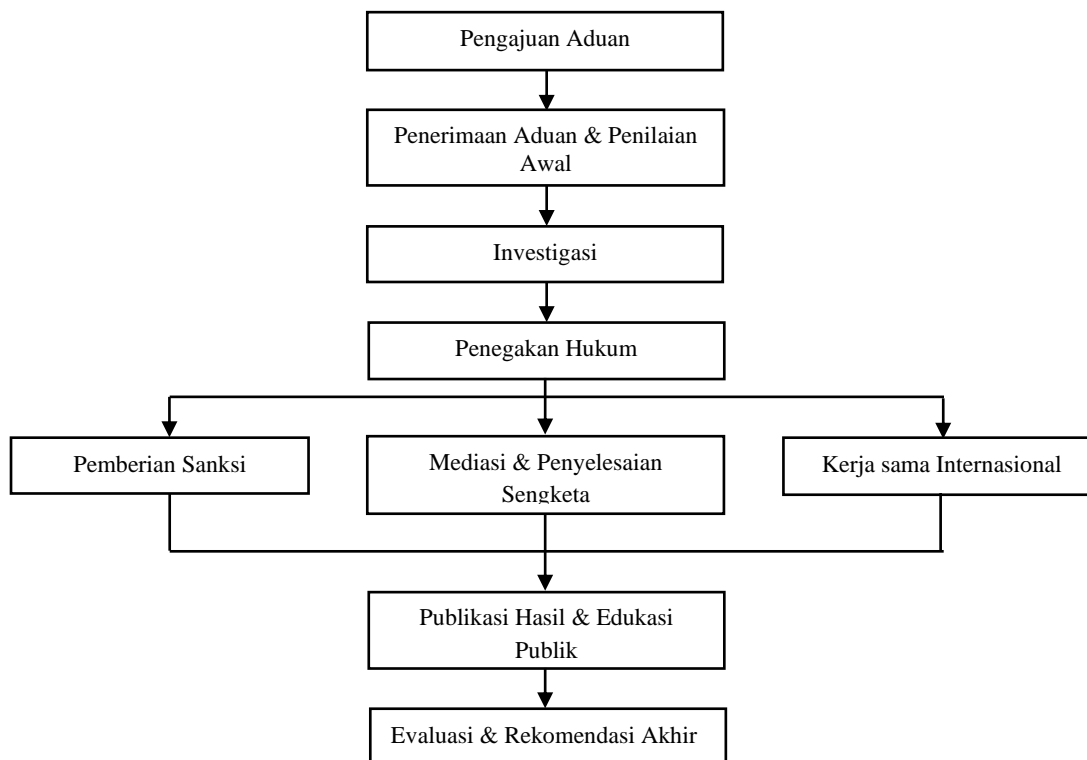 Pengajuan Aduan
Penerimaan Aduan & Penilaian
Awal
Investigasi
Penegakan Hukum
Pemberian Sanksi
Mediasi & Penyelesaian
Sengketa
Kerja sama Internasional
Publikasi Hasil & Edukasi
Publik
Evaluasi & Rekomendasi Akhir